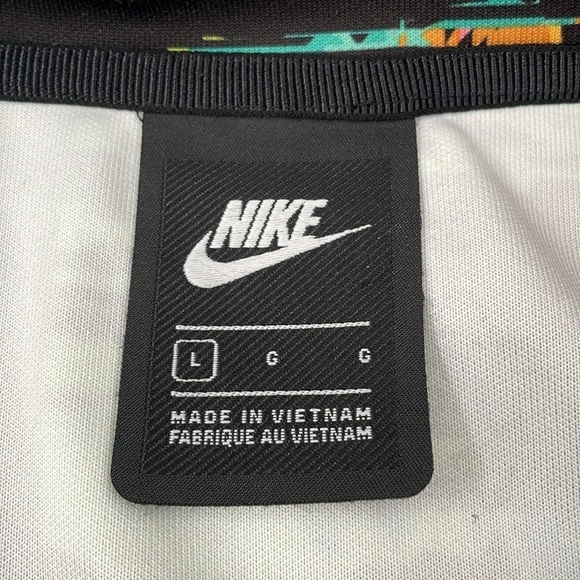 NIKE
L G G
MADE IN VIETNAM
FABRIQUE AU VIETNAM